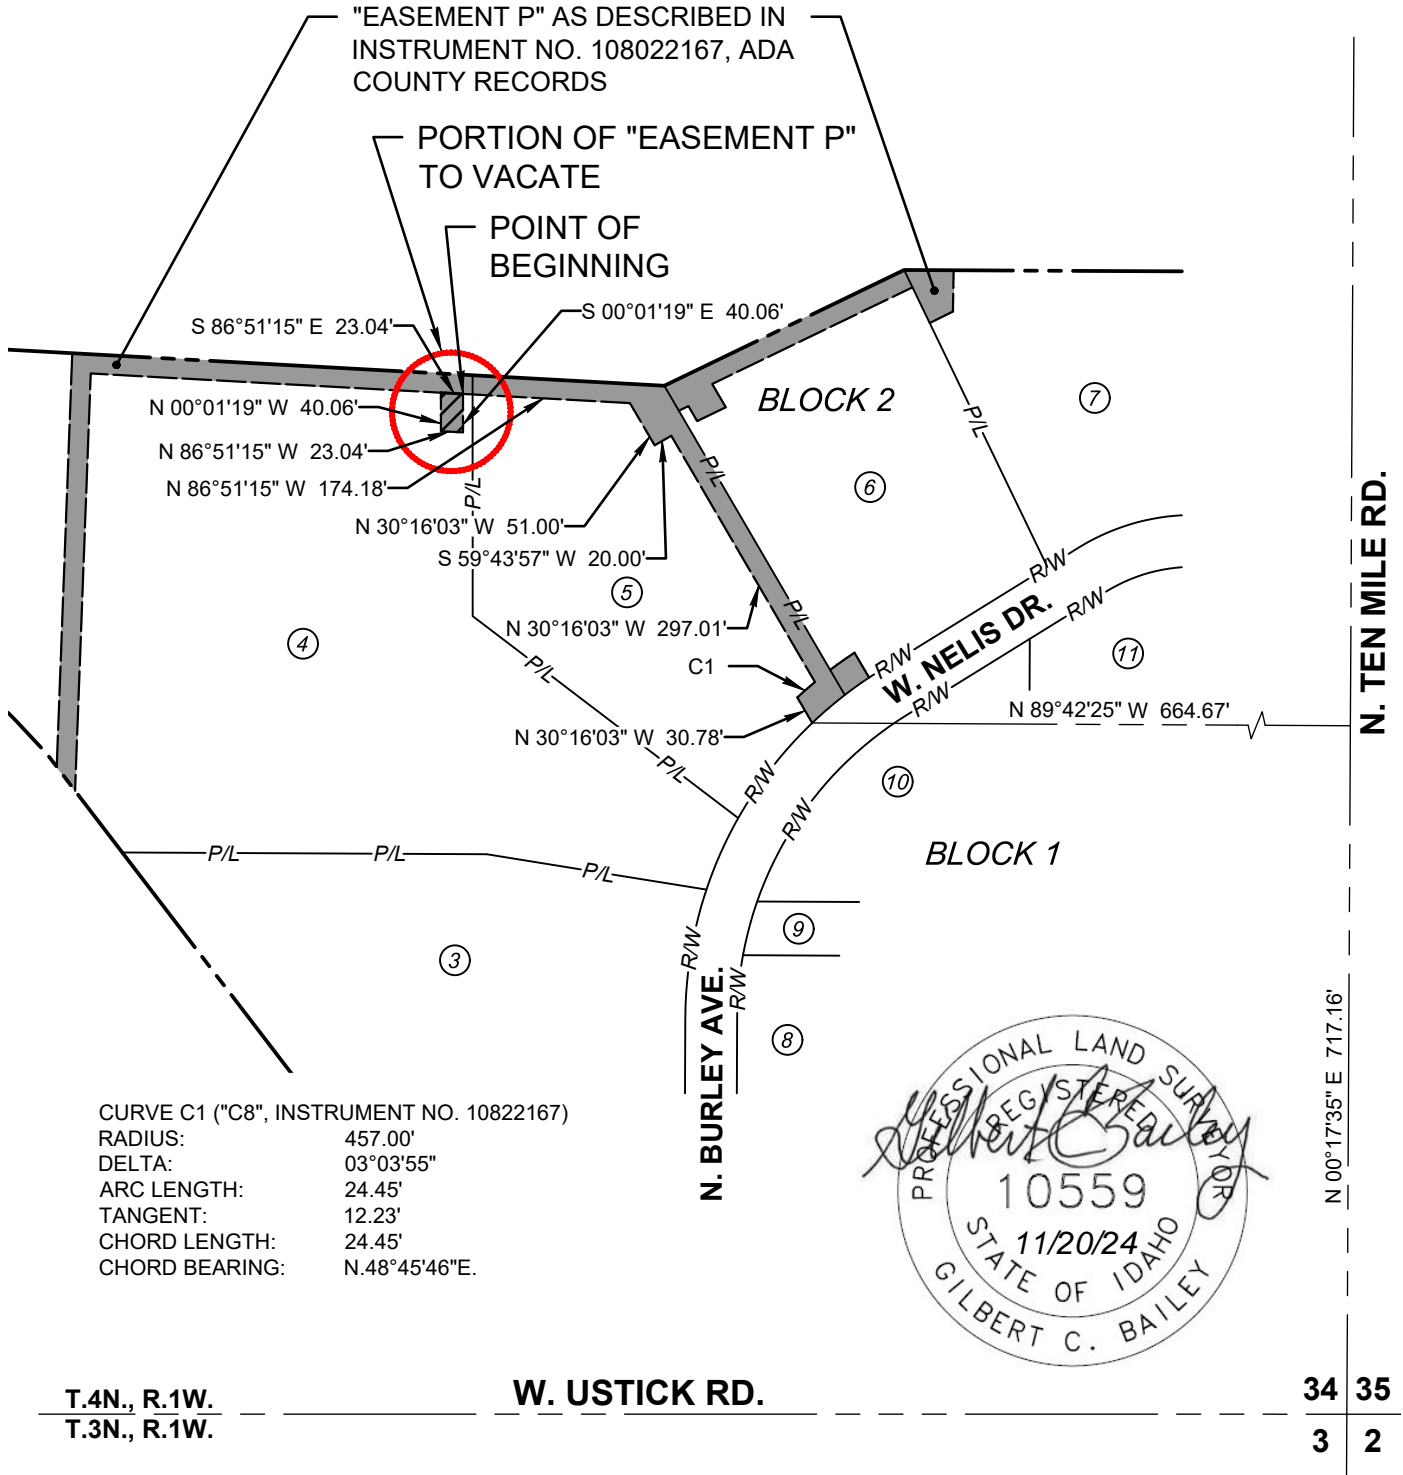 "EASEMENT P" AS DESCRIBED IN
INSTRUMENT NO. 108022167, ADA
COUNTY RECORDS
PORTION OF "EASEMENT P"
TO VACATE
POINT OF
BEGINNING
S 86°51'15" E 23.04'
S 00°01'19" E 40.06'
N 00°01'19" W 40.06'
N 86°51'15" W 23.04'
N 86°51'15" W 174.18'
N 30°16'03" W 51.00'
S 59°43'57" W 20.00'
N 30°16'03" W 297.01'
C1
N 30°16'03" W 30.78'
BLOCK 2
7
6
5
4
P/L
P/L
P/L
P/L
P/L
P/L
P/L
P/L
P/L
R/W
R/W
R/W
R/W
W. NELIS DR.
11
N 89°42'25" W 664.67'
N. TEN MILE RD.
R/W
R/W
10
BLOCK 1
9
3
8
R/W
R/W
N. BURLEY AVE.
N 00°17'35" E 717.16'
CURVE C1 ("C8", INSTRUMENT NO. 10822167)
RADIUS: 457.00'
DELTA: 03°03'55"
ARC LENGTH: 24.45'
TANGENT: 12.23'
CHORD LENGTH: 24.45'
CHORD BEARING: N.48°45'46"E.
PROFESSIONAL LAND SURVEYOR
REGISTERED
Gilbert C Bailey
10559
11/20/24
STATE OF IDAHO
GILBERT C. BAILEY
T.4N., R.1W.
T.3N., R.1W.
W. USTICK RD.
34 35
3 2